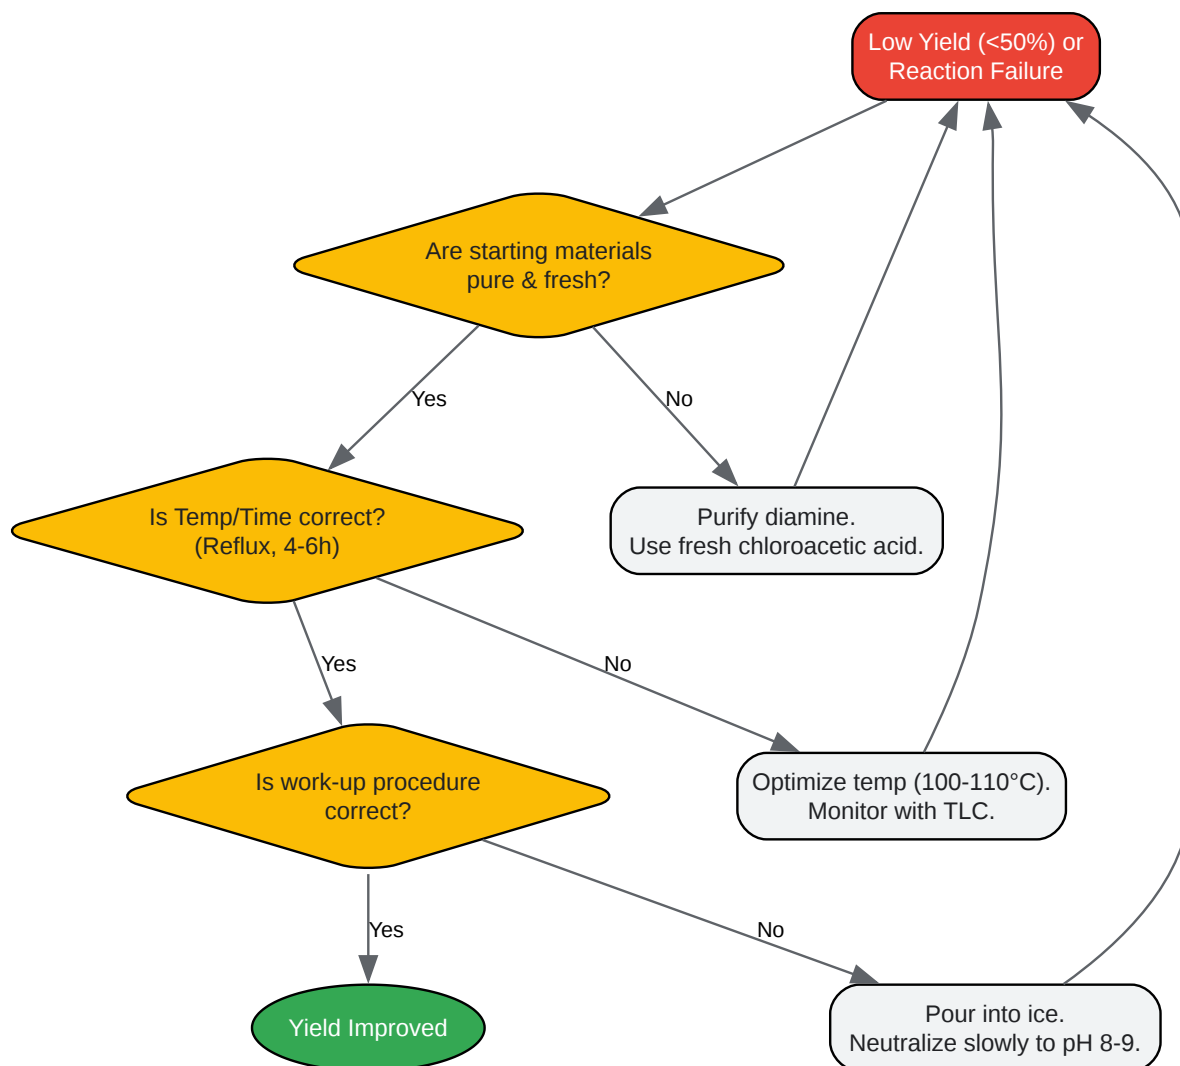 Low Yield (<50%) or
Reaction Failure
Are starting materials
pure & fresh?
Yes
No
Is Temp/Time correct?
(Reflux, 4-6h)
Purify diamine.
Use fresh chloroacetic acid.
Yes
No
Is work-up procedure
correct?
Optimize temp (100-110°C).
Monitor with TLC.
Yes
No
Yield Improved
Pour into ice.
Neutralize slowly to pH 8-9.